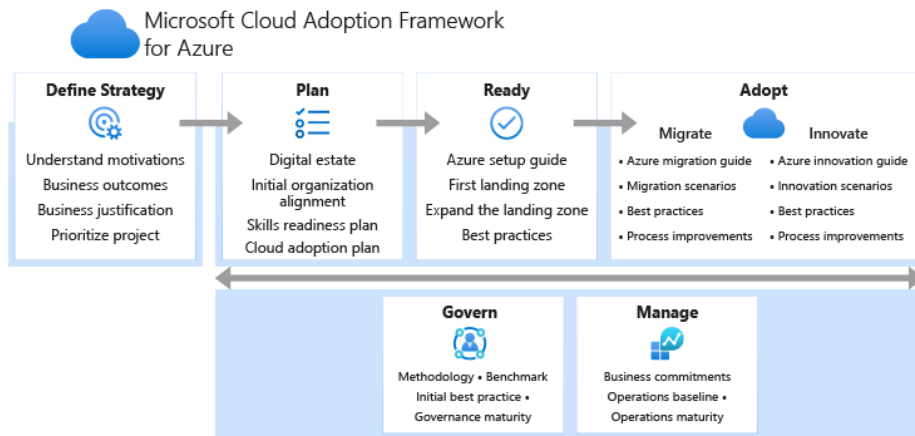 Microsoft Cloud Adoption Framework
for Azure
Define Strategy
Understand motivations
Business outcomes
Business justification
Prioritize project
Plan
Digital estate
Initial organization
alignment
Skills readiness plan
Cloud adoption plan
Ready
Azure setup guide
First landing zone
Expand the landing zone
Best practices
Adopt
Migrate
• Azure migration guide
• Migration scenarios
• Best practices
• Process improvements
Innovate
• Azure innovation guide
• Innovation scenarios
• Best practices
• Process improvements
Govern
Methodology • Benchmark
Initial best practice •
Governance maturity
Manage
Business commitments
Operations baseline •
Operations maturity